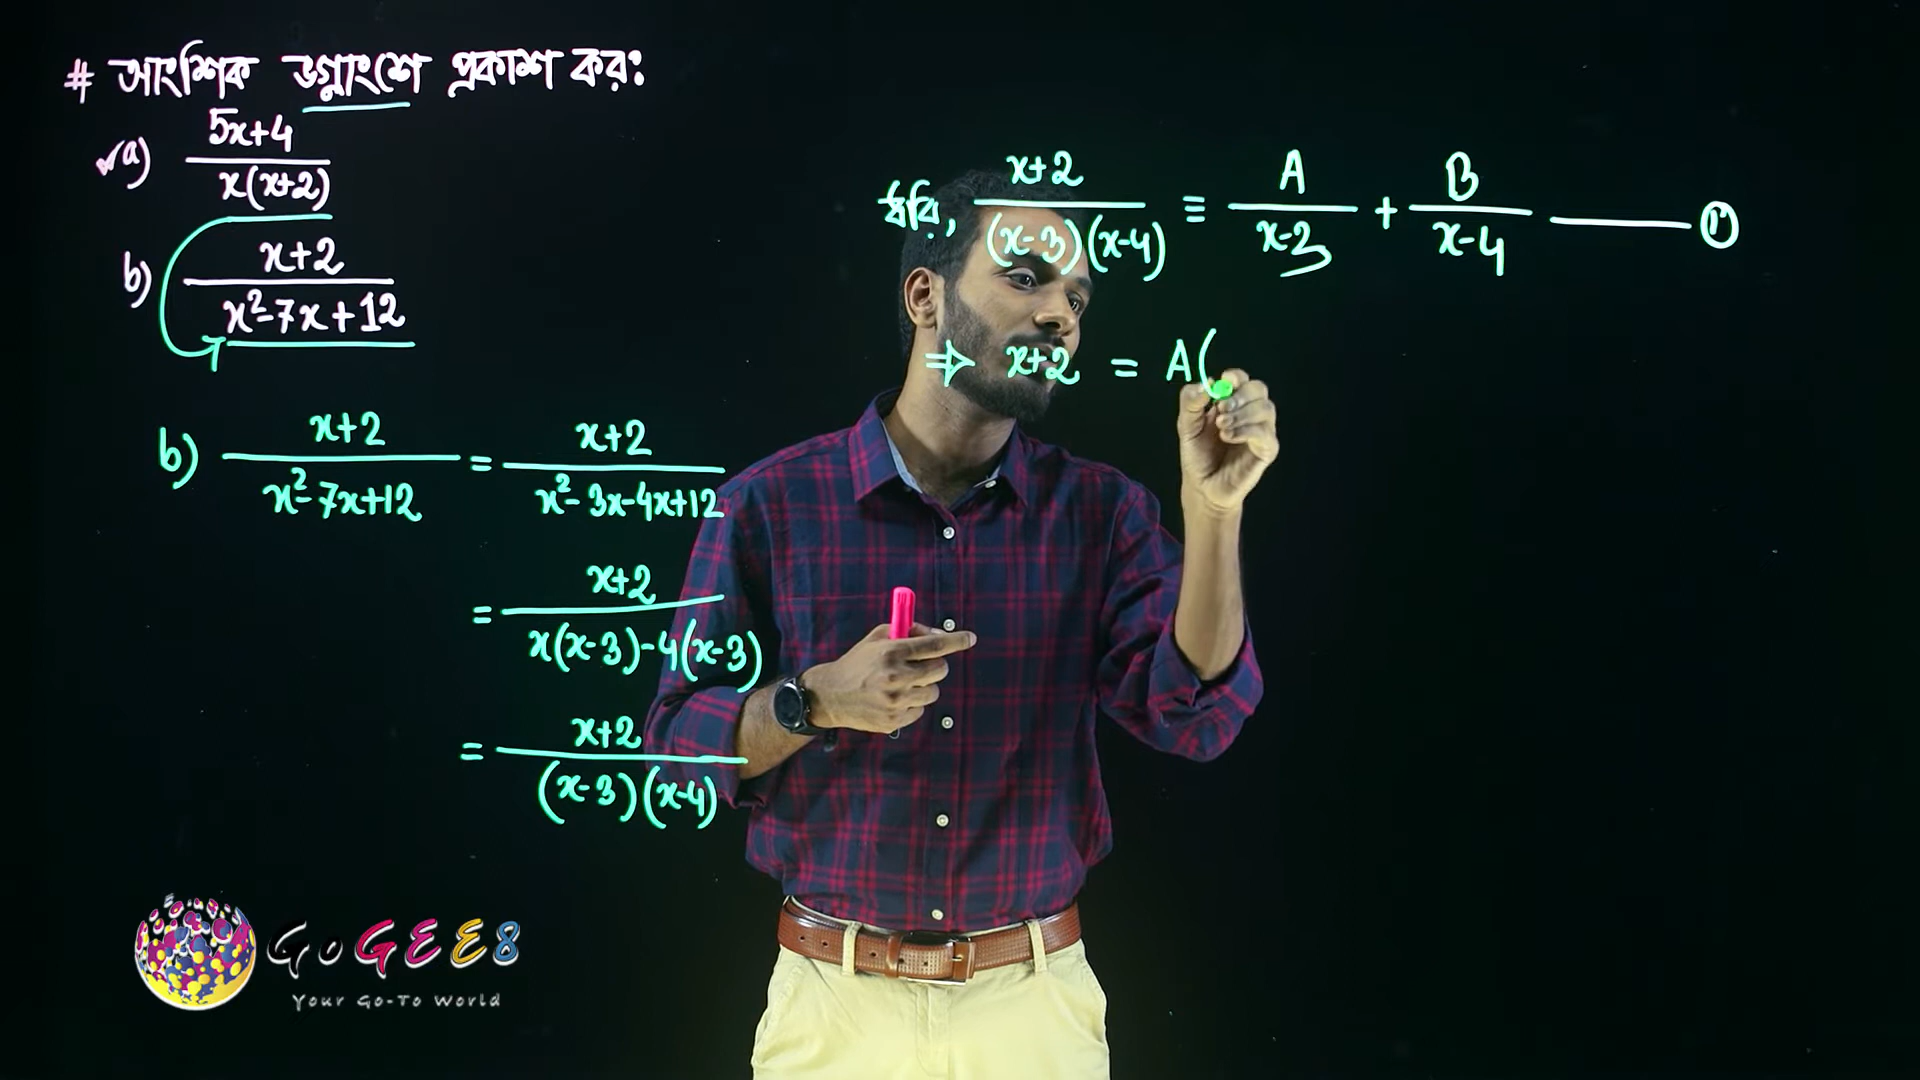 # আংশিক ভগ্নাংশে প্রকাশ কর:
a) (5x+4)/(x(x+2))
b) (x+2)/(x²-7x+12)
b) (x+2)/(x²-7x+12) = (x+2)/(x²-3x-4x+12)
= (x+2)/(x(x-3)-4(x-3))
= (x+2)/((x-3)(x-4))
ধরি, (x+2)/((x-3)(x-4)) ≡ A/(x-3) + B/(x-4) ——— (i)
⇒ x+2 = A(
GoGEE8
Your Go-To World